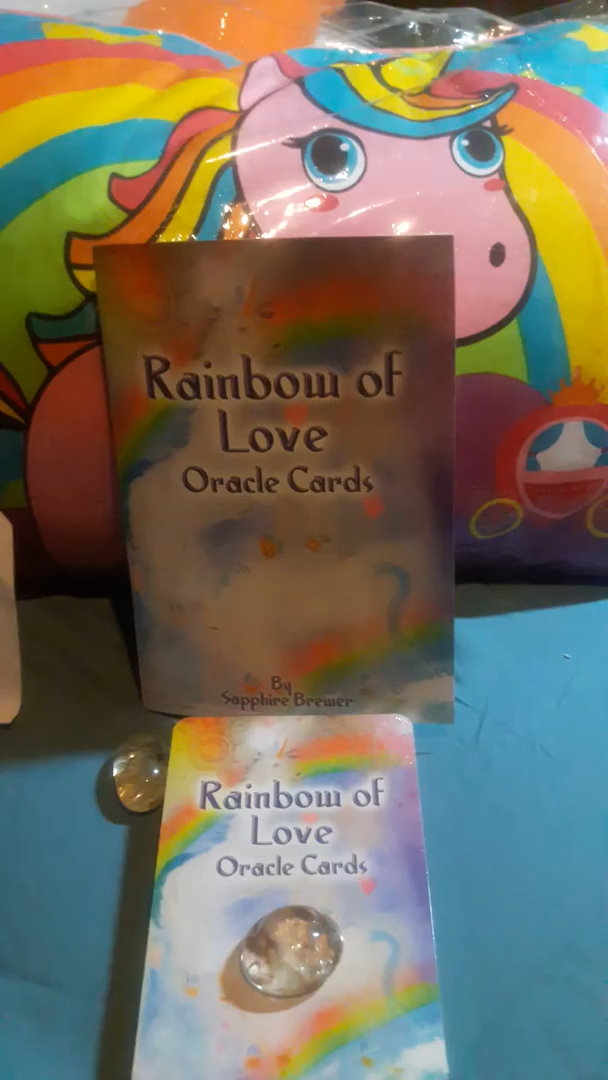 Rainbow of
Love
Oracle Cards
By
Sapphire Brewer
Rainbow of
Love
Oracle Cards